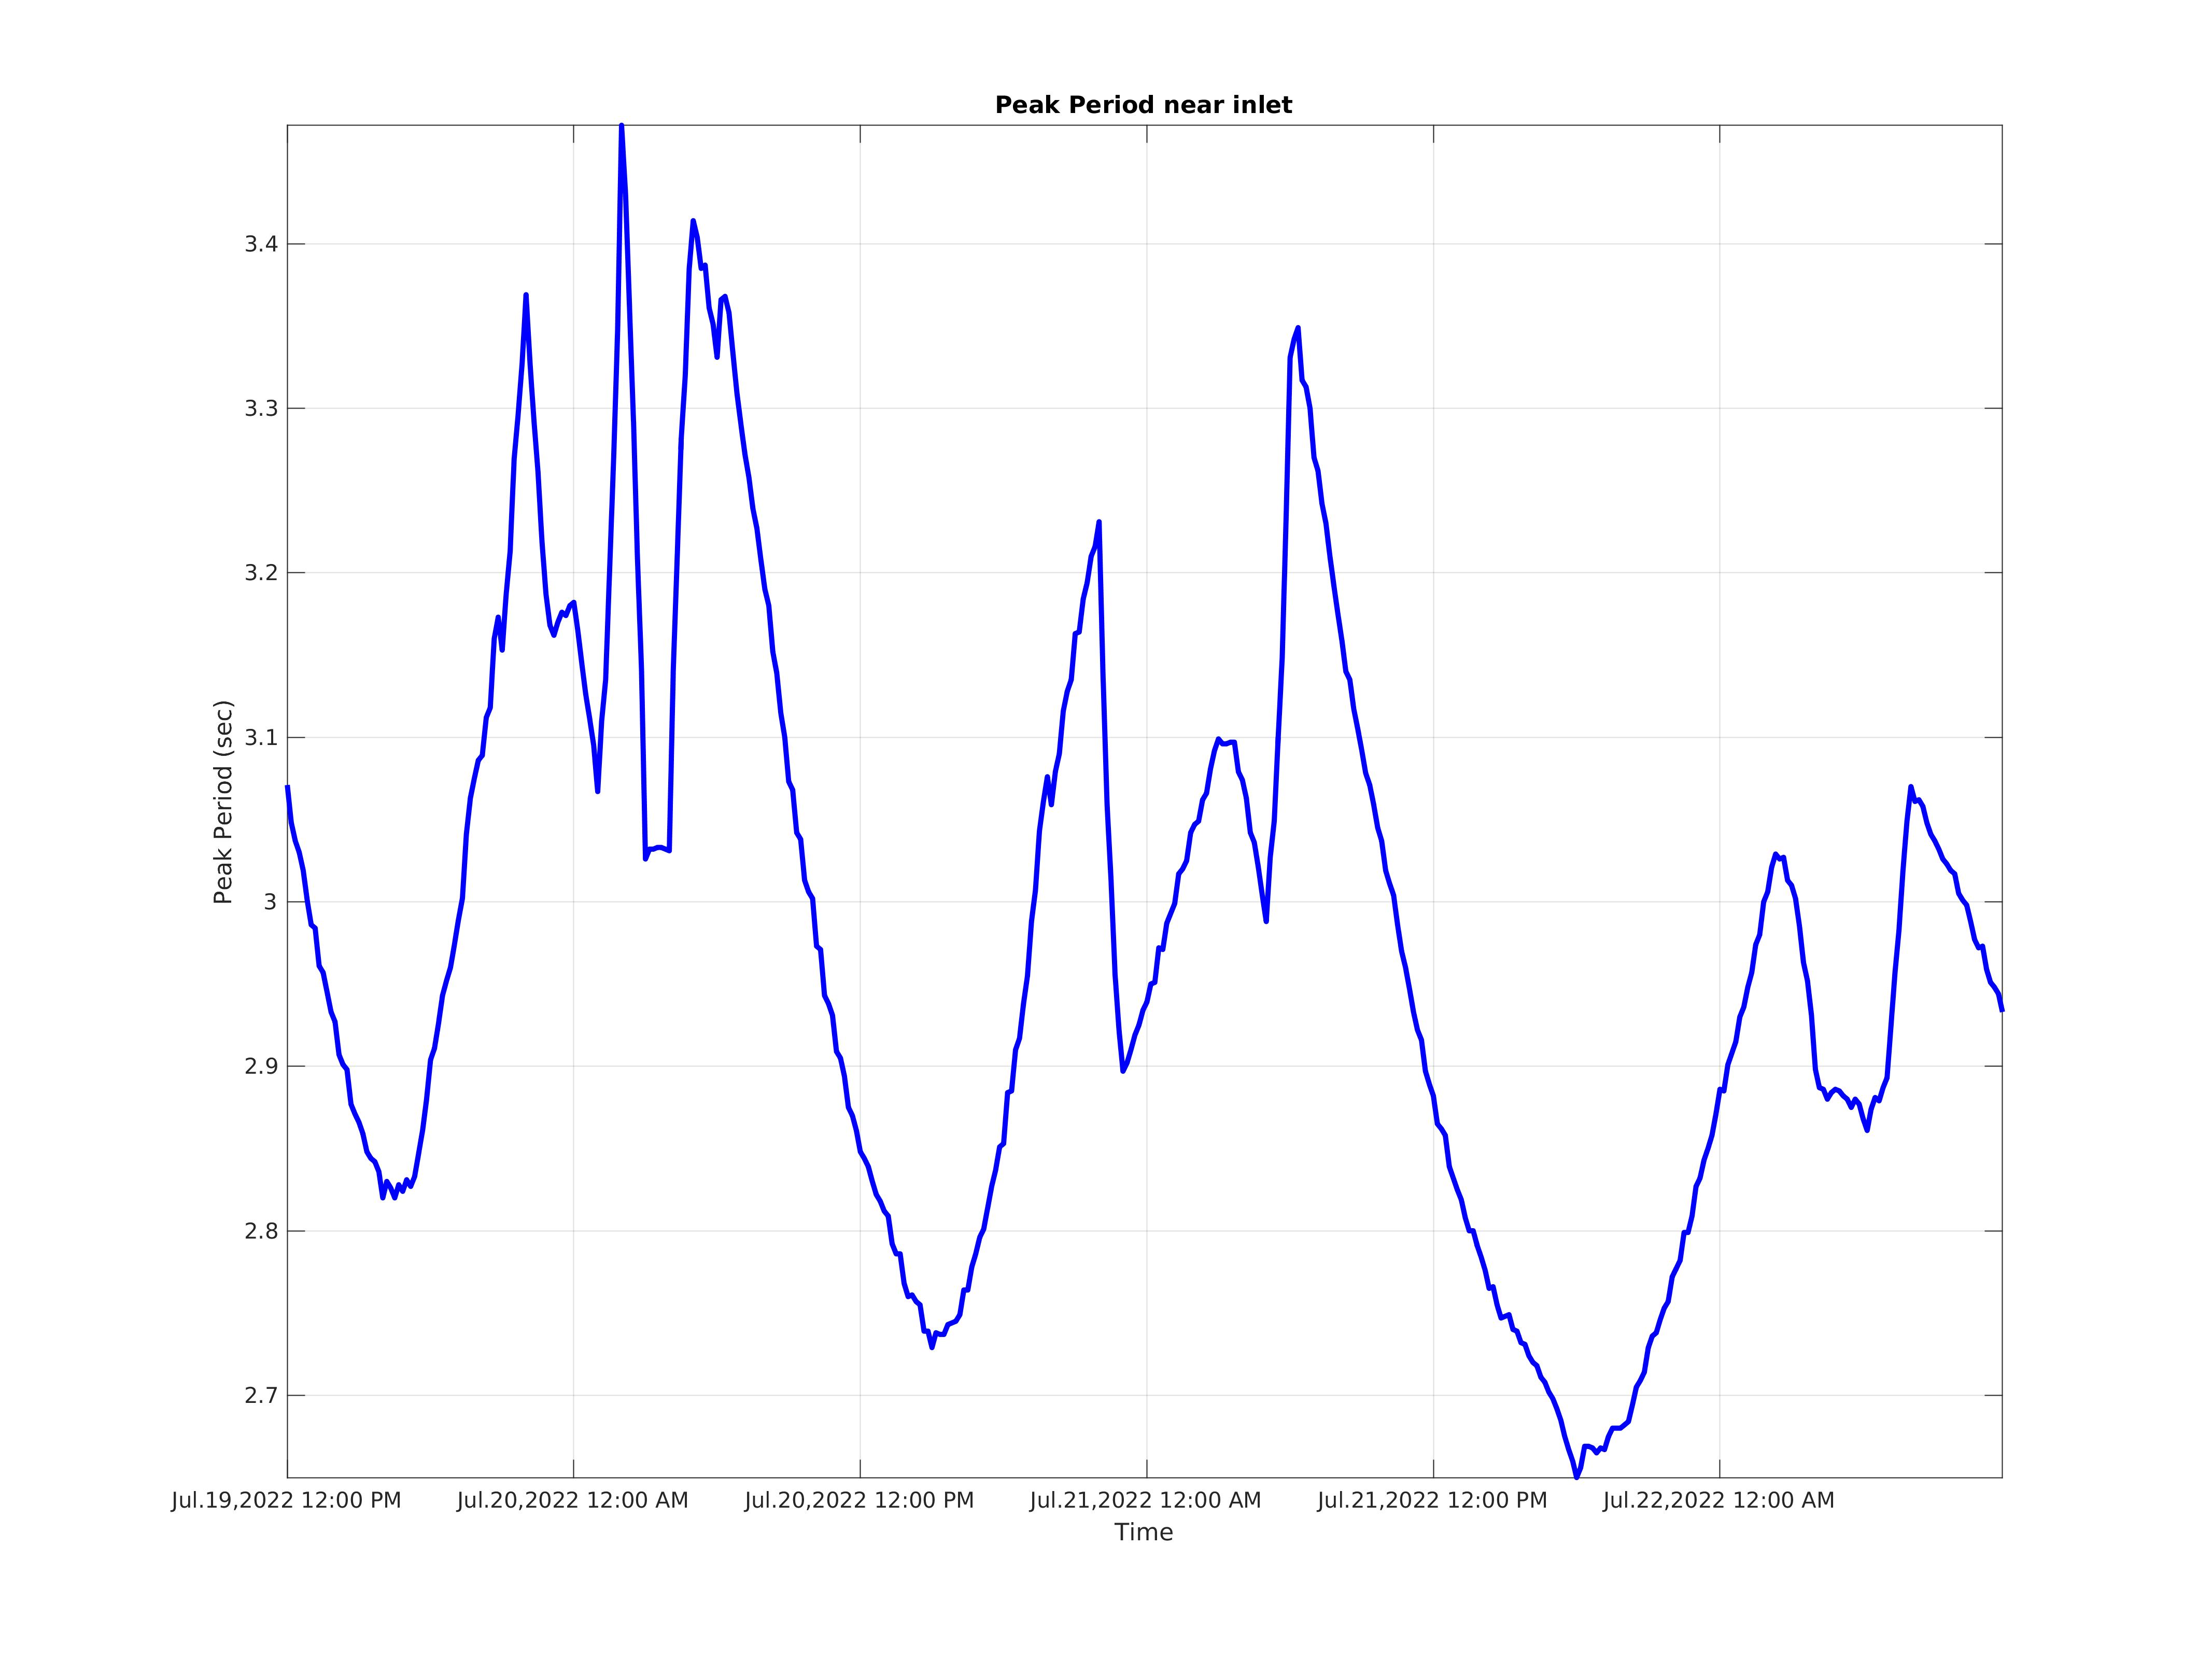 Peak Period near inlet
3.4
3.3
3.2
3.1
3
2.9
2.8
2.7
Peak Period (sec)
Jul.19,2022 12:00 PM Jul.20,2022 12:00 AM Jul.20,2022 12:00 PM Jul.21,2022 12:00 AM Jul.21,2022 12:00 PM Jul.22,2022 12:00 AM
Time